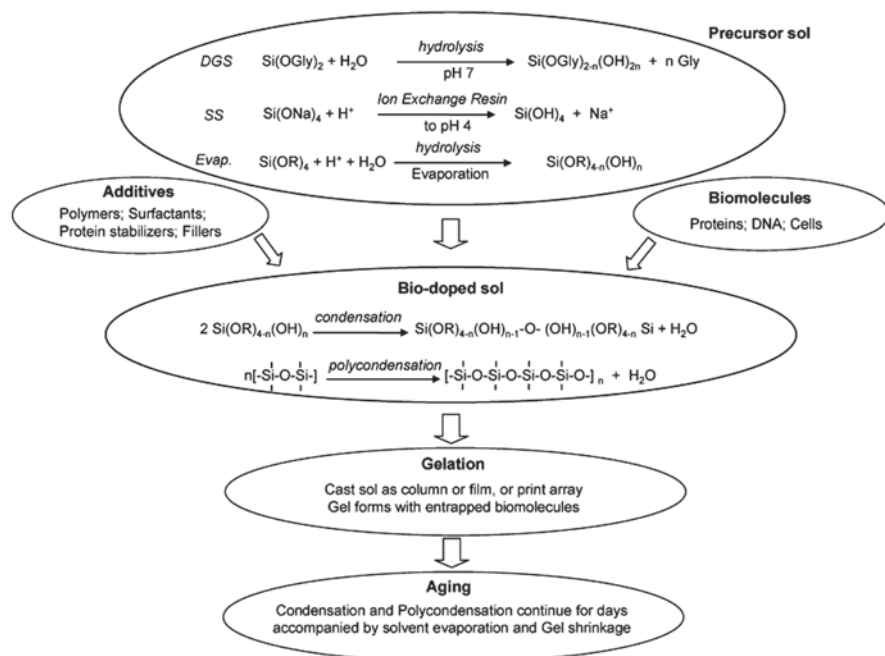 Precursor sol
DGS Si(OGly)₂ + H₂O hydrolysis pH 7 Si(OGly)₂₋ₙ(OH)₂ₙ + n Gly
SS Si(ONa)₄ + H⁺ Ion Exchange Resin to pH 4 Si(OH)₄ + Na⁺
Evap. Si(OR)₄ + H⁺ + H₂O hydrolysis Evaporation Si(OR)₄₋ₙ(OH)ₙ
Additives
Polymers; Surfactants;
Protein stabilizers; Fillers
Biomolecules
Proteins; DNA; Cells
Bio-doped sol
2 Si(OR)₄₋ₙ(OH)ₙ condensation Si(OR)₄₋ₙ(OH)ₙ₋₁-O- (OH)ₙ₋₁(OR)₄₋ₙ Si + H₂O
n[-Si-O-Si-] polycondensation [-Si-O-Si-O-Si-O-Si-O-] ₙ + H₂O
Gelation
Cast sol as column or film, or print array
Gel forms with entrapped biomolecules
Aging
Condensation and Polycondensation continue for days
accompanied by solvent evaporation and Gel shrinkage